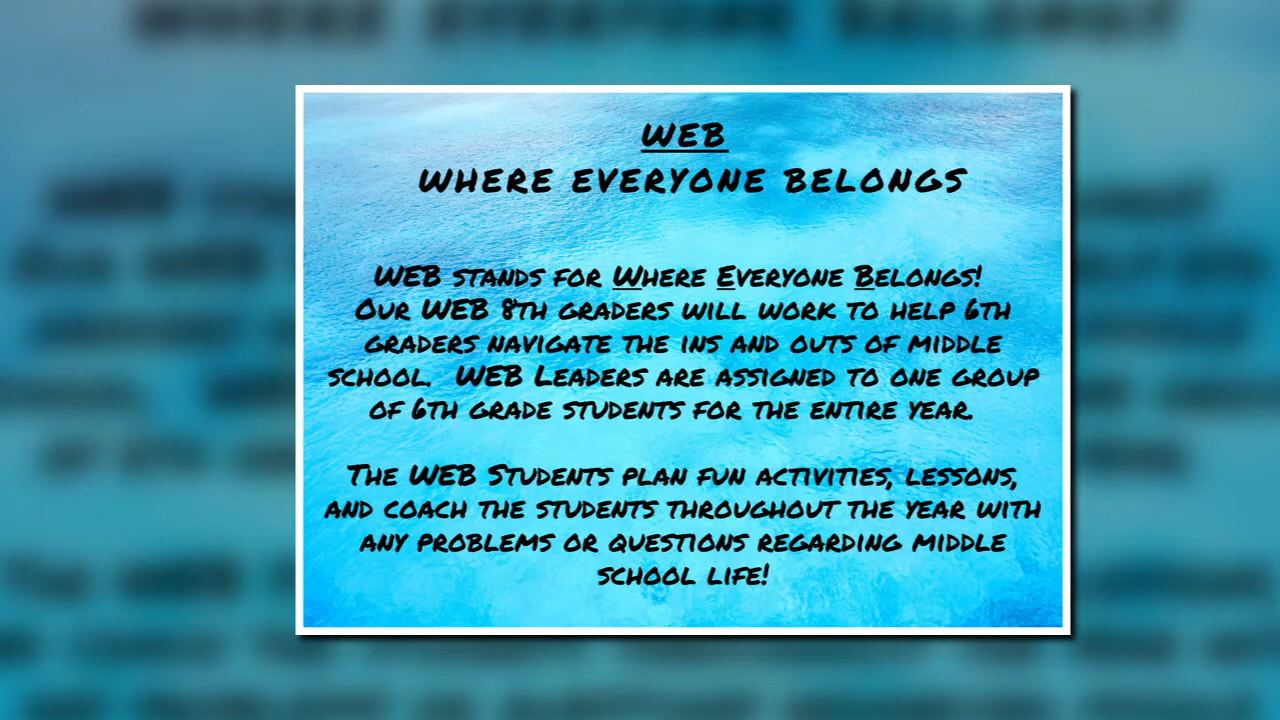 WEB
WHERE EVERYONE BELONGS
WEB STANDS FOR WHERE EVERYONE BELONGS!
OUR WEB 8TH GRADERS WILL WORK TO HELP 6TH
GRADERS NAVIGATE THE INS AND OUTS OF MIDDLE
SCHOOL. WEB LEADERS ARE ASSIGNED TO ONE GROUP
OF 6TH GRADE STUDENTS FOR THE ENTIRE YEAR.
THE WEB STUDENTS PLAN FUN ACTIVITIES, LESSONS,
AND COACH THE STUDENTS THROUGHOUT THE YEAR WITH
ANY PROBLEMS OR QUESTIONS REGARDING MIDDLE
SCHOOL LIFE!